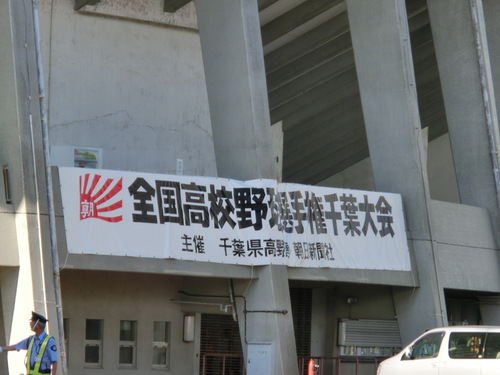 朝
全国高校野球選手権千葉大会
主催 千葉県高野連 朝日新聞社